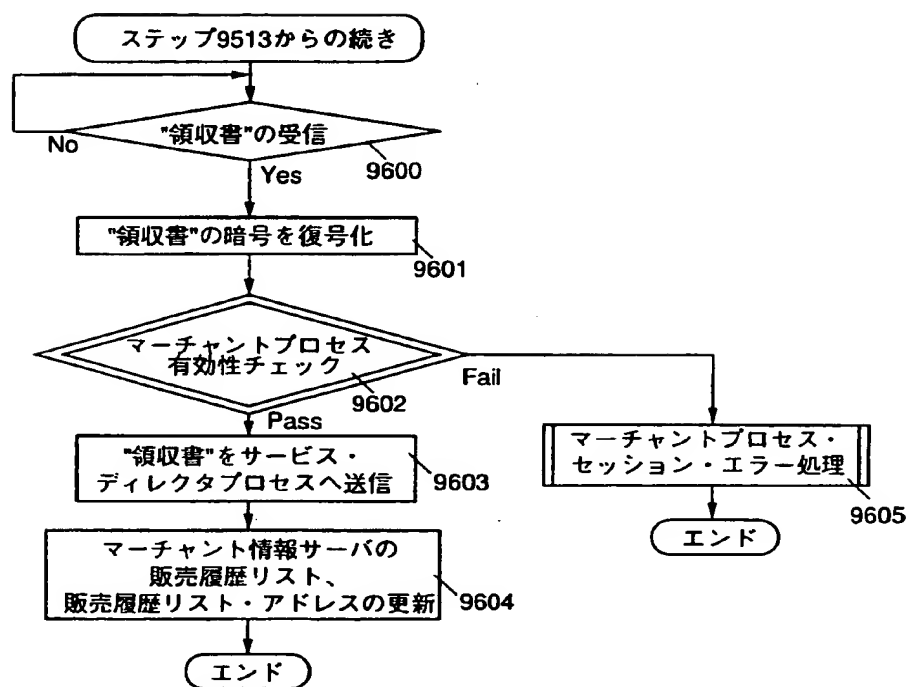 ステップ9513からの続き
"領収書"の受信
No
9600
Yes
"領収書"の暗号を復号化
9601
マーチャントプロセス
有効性チェック
9602
Fail
Pass
"領収書"をサービス・
ディレクタプロセスへ送信
9603
マーチャントプロセス・
セッション・エラー処理
9605
エンド
マーチャント情報サーバの
販売履歴リスト、
販売履歴リスト・アドレスの更新
9604
エンド